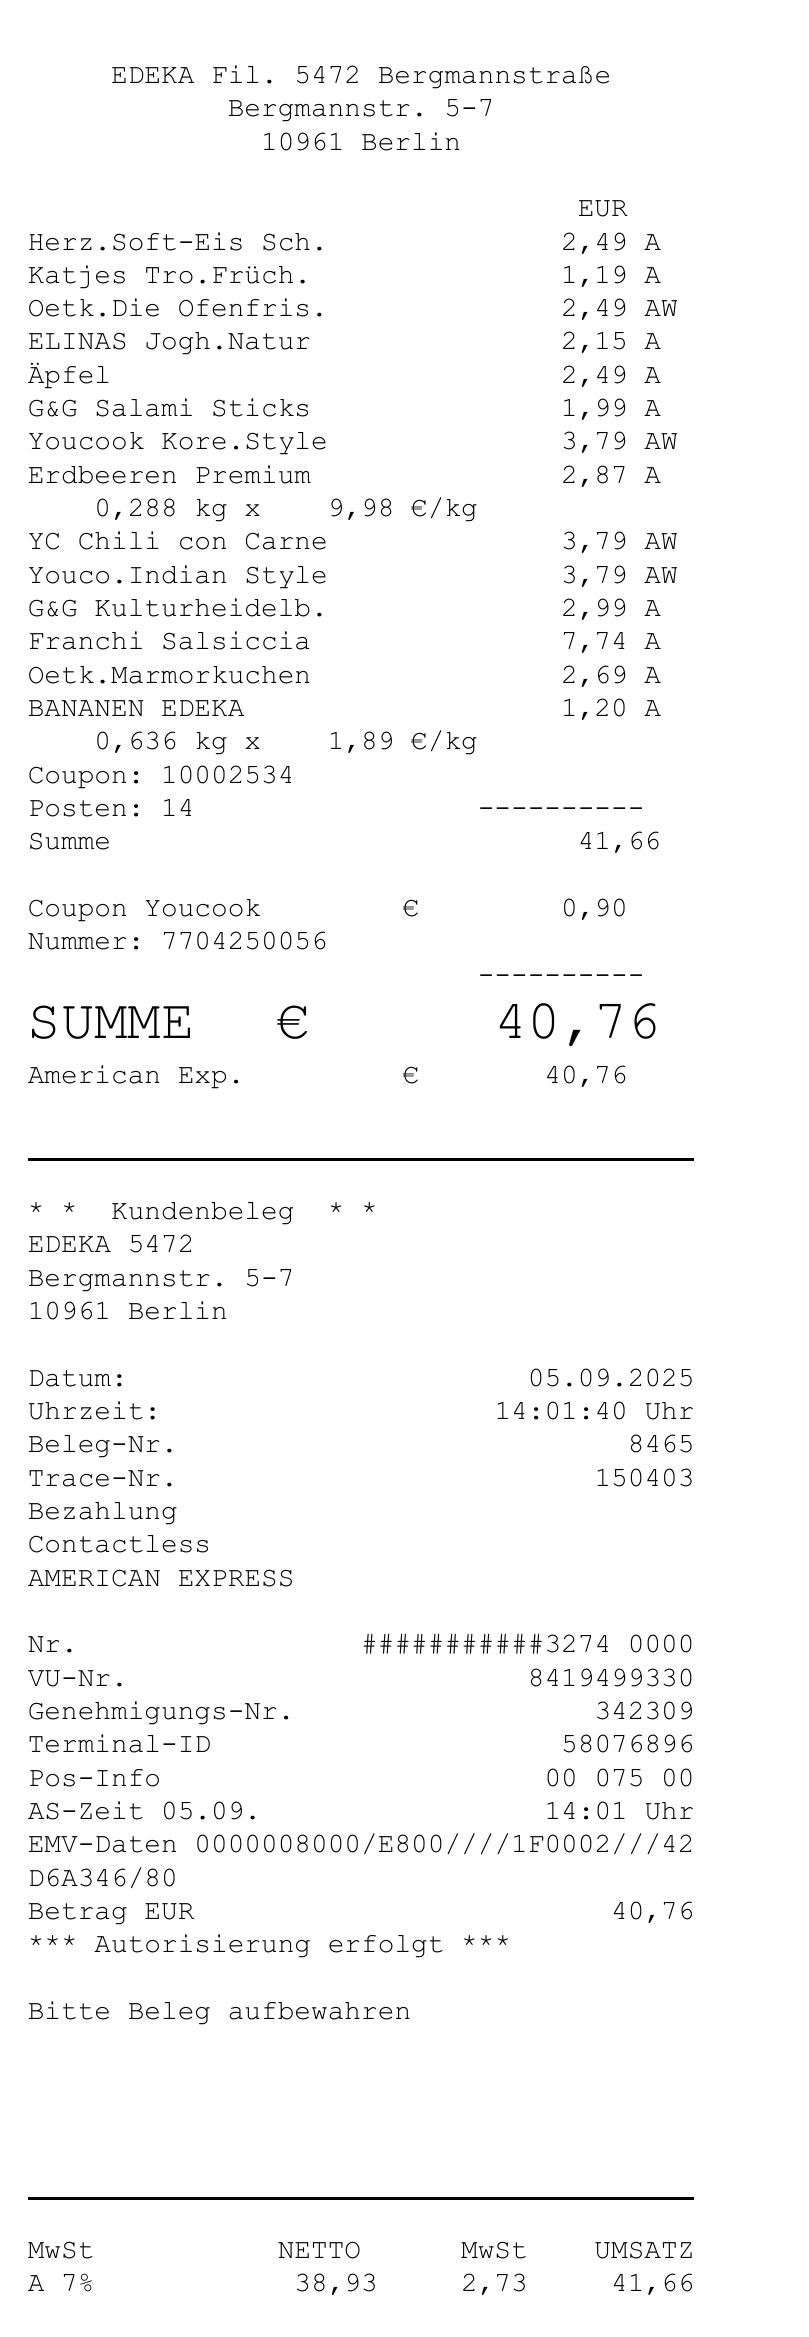 EDEKA Fil. 5472 Bergmannstraße
Bergmannstr. 5-7
10961 Berlin
EUR
Herz.Soft-Eis Sch. 2,49 A
Katjes Tro.Früch. 1,19 A
Oetk.Die Ofenfris. 2,49 AW
ELINAS Jogh.Natur 2,15 A
Äpfel 2,49 A
G&G Salami Sticks 1,99 A
Youcook Kore.Style 3,79 AW
Erdbeeren Premium 2,87 A
0,288 kg x 9,98 €/kg
YC Chili con Carne 3,79 AW
Youco.Indian Style 3,79 AW
G&G Kulturheidelb. 2,99 A
Franchi Salsiccia 7,74 A
Oetk.Marmorkuchen 2,69 A
BANANEN EDEKA 1,20 A
0,636 kg x 1,89 €/kg
Coupon: 10002534
Posten: 14 ----------
Summe 41,66
Coupon Youcook € 0,90
Nummer: 7704250056
----------
SUMME € 40,76
American Exp. € 40,76
* * Kundenbeleg * *
EDEKA 5472
Bergmannstr. 5-7
10961 Berlin
Datum: 05.09.2025
Uhrzeit: 14:01:40 Uhr
Beleg-Nr. 8465
Trace-Nr. 150403
Bezahlung
Contactless
AMERICAN EXPRESS
Nr. ###########3274 0000
VU-Nr. 8419499330
Genehmigungs-Nr. 342309
Terminal-ID 58076896
Pos-Info 00 075 00
AS-Zeit 05.09. 14:01 Uhr
EMV-Daten 0000008000/E800////1F0002///42
D6A346/80
Betrag EUR 40,76
*** Autorisierung erfolgt ***
Bitte Beleg aufbewahren
MwSt NETTO MwSt UMSATZ
A 7% 38,93 2,73 41,66